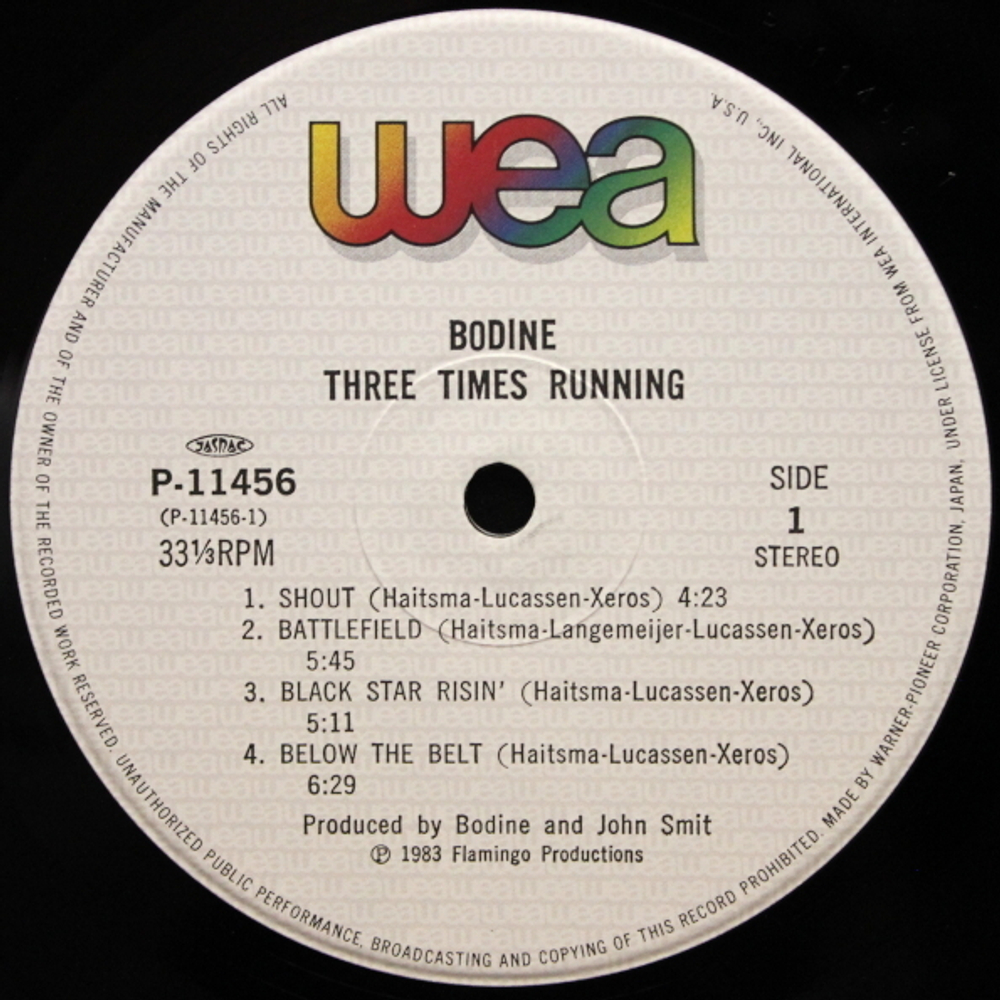 wea
BODINE
THREE TIMES RUNNING
JASRAC
P-11456
(P-11456-1)
33⅓RPM
SIDE
1
STEREO
1. SHOUT (Haitsma-Lucassen-Xeros) 4:23
2. BATTLEFIELD (Haitsma-Langemeijer-Lucassen-Xeros)
5:45
3. BLACK STAR RISIN' (Haitsma-Lucassen-Xeros)
5:11
4. BELOW THE BELT (Haitsma-Lucassen-Xeros)
6:29
Produced by Bodine and John Smit
℗ 1983 Flamingo Productions
ALL RIGHTS OF THE MANUFACTURER AND OF THE OWNER OF THE RECORDED WORK RESERVED. UNAUTHORIZED PUBLIC PERFORMANCE, BROADCASTING AND COPYING OF THIS RECORD PROHIBITED. MADE BY WARNER-PIONEER CORPORATION, JAPAN, UNDER LICENSE FROM WEA INTERNATIONAL INC., U.S.A.